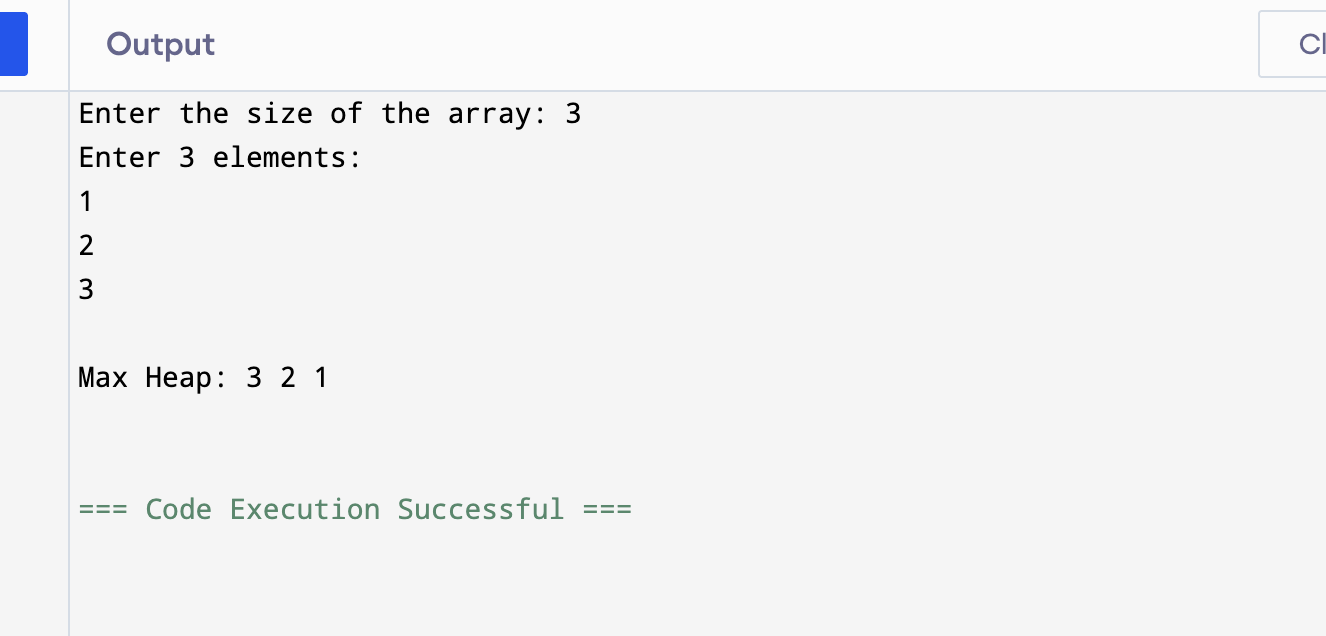 Output
Cl
Enter the size of the array: 3
Enter 3 elements:
1
2
3
Max Heap: 3 2 1
=== Code Execution Successful ===